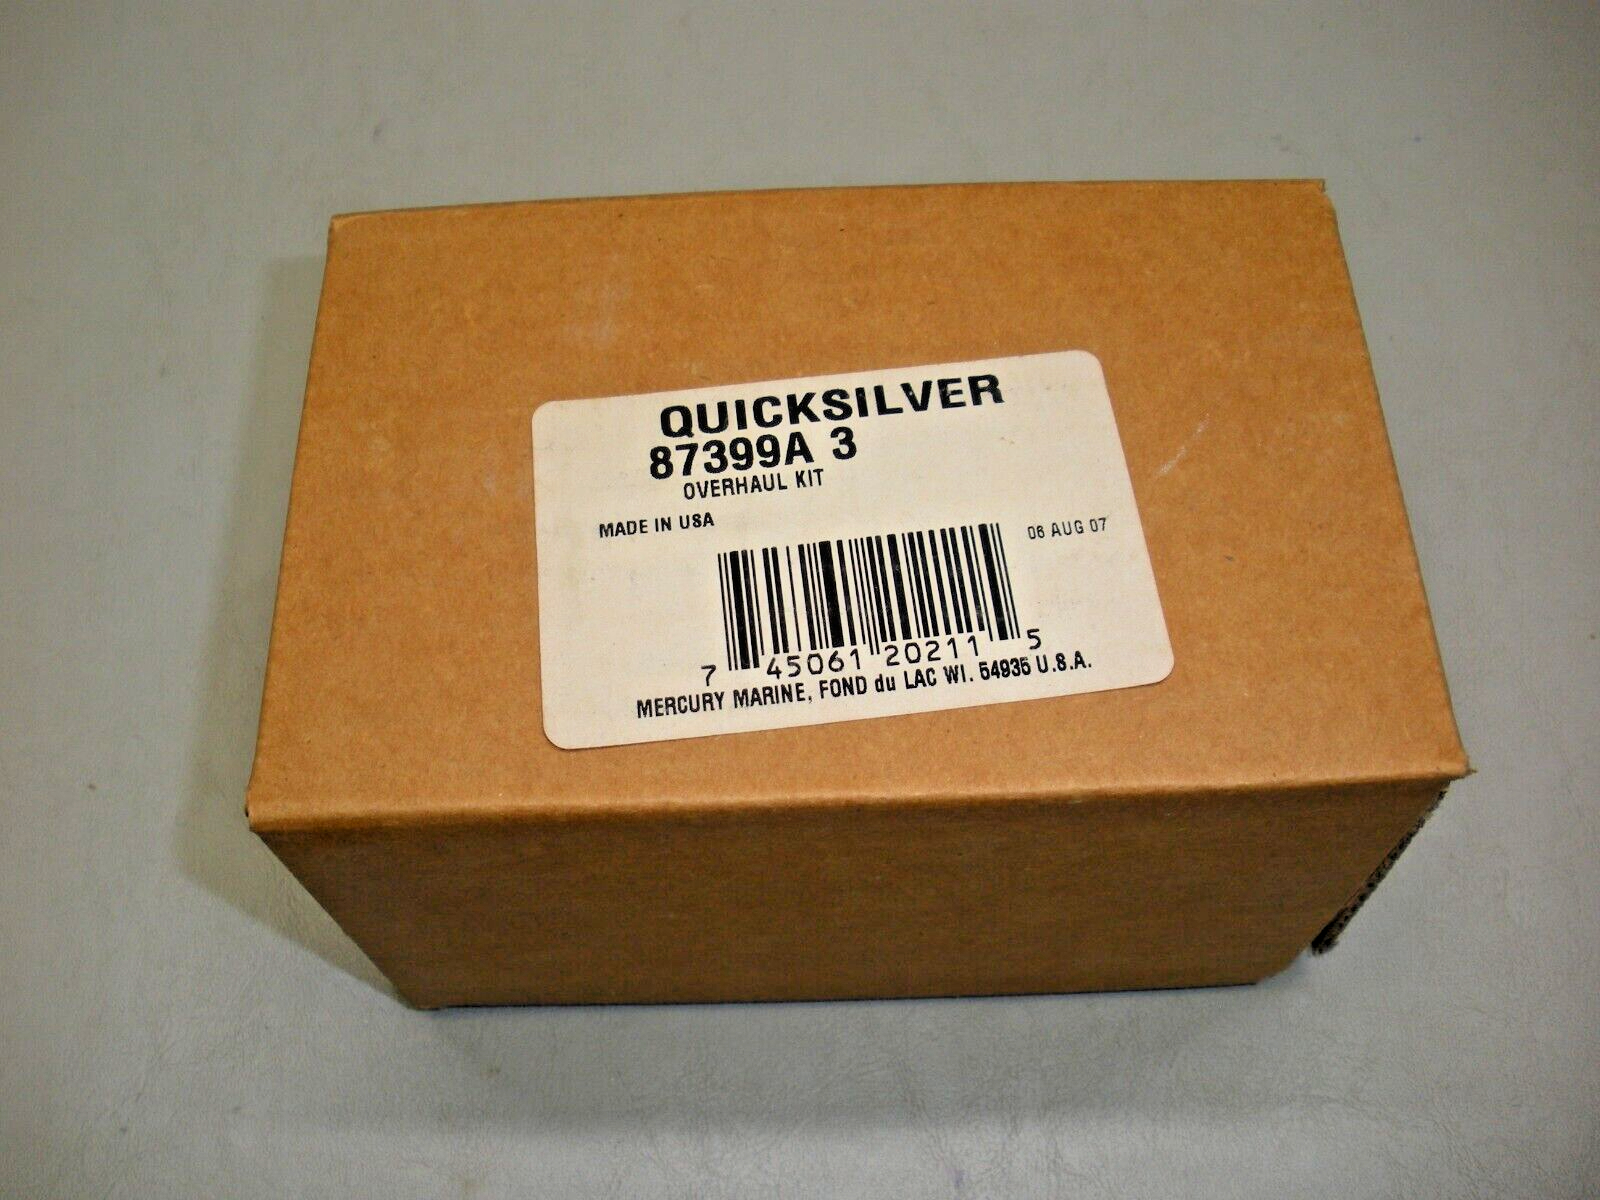 QUICKSILVER
87399A 3
OVERHAUL KIT
MADE IN USA
06 AUG 07
7 45061 20211 5
MERCURY MARINE, FOND du LAC WI. 54935 U.S.A.